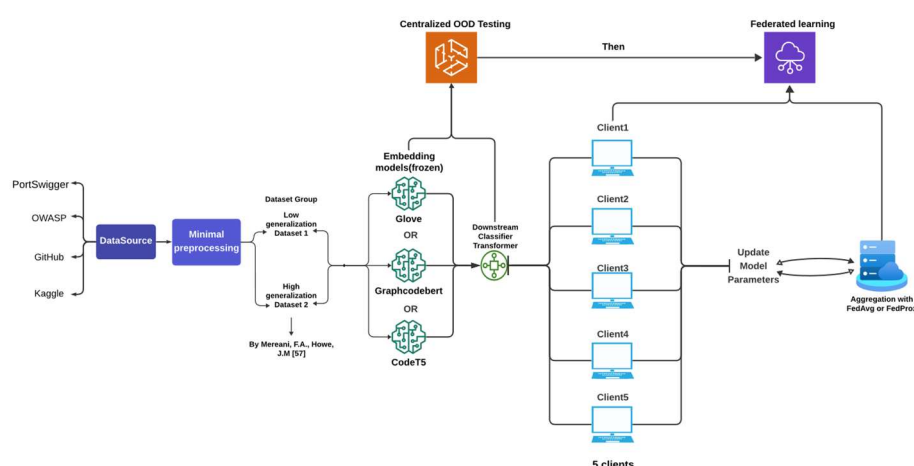 Centralized OOD Testing
Federated learning
Then
Client1
PortSwigger
OWASP
GitHub
Kaggle
DataSource
Minimal
preprocessing
Dataset Group
Low
generalization
Dataset 1
High
generalization
Dataset 2
By Mereani, F.A., Howe,
J.M [57]
Embedding
models(frozen)
Glove
OR
Graphcodebert
OR
CodeT5
Downstream
Classifier
Transformer
Client2
Client3
Client4
Client5
5 clients
Update
Model
Parameters
Aggregation with
FedAvg or FedProx